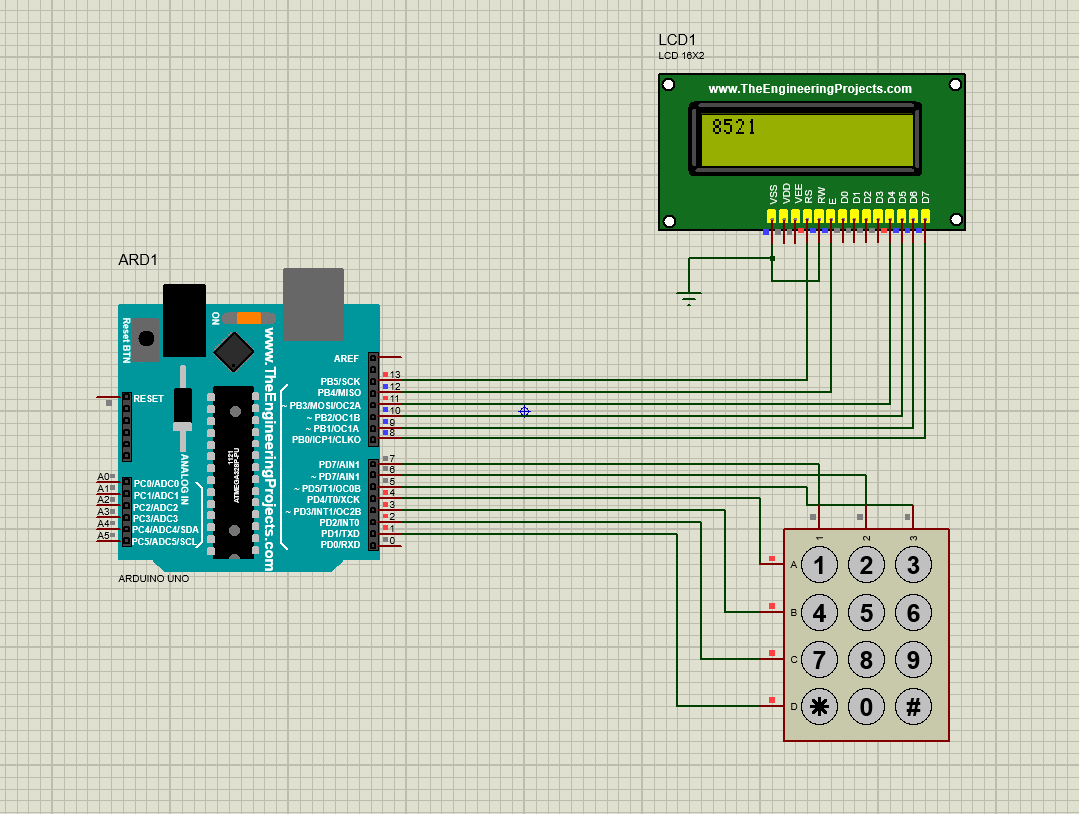 LCD1
LCD 16X2
www.TheEngineeringProjects.com
8521
VSS
VDD
VEE
RS
RW
E
D0
D1
D2
D3
D4
D5
D6
D7
ARD1
Reset BTN
ON
www.TheEngineeringProjects.com
AREF
PB5/SCK 13
PB4/MISO 12
~ PB3/MOSI/OC2A 11
~ PB2/OC1B 10
~ PB1/OC1A 9
PB0/ICP1/CLKO 8
RESET
1121
ATMEGA328P-PU
ANALOG IN
PD7/AIN1 7
~ PD7/AIN1 6
~ PD5/T1/OC0B 5
PD4/T0/XCK 4
~ PD3/INT1/OC2B 3
PD2/INT0 2
PD1/TXD 1
PD0/RXD 0
A0 PC0/ADC0
A1 PC1/ADC1
A2 PC2/ADC2
A3 PC3/ADC3
A4 PC4/ADC4/SDA
A5 PC5/ADC5/SCL
ARDUINO UNO
1 2 3
A 1 2 3
B 4 5 6
C 7 8 9
D * 0 #